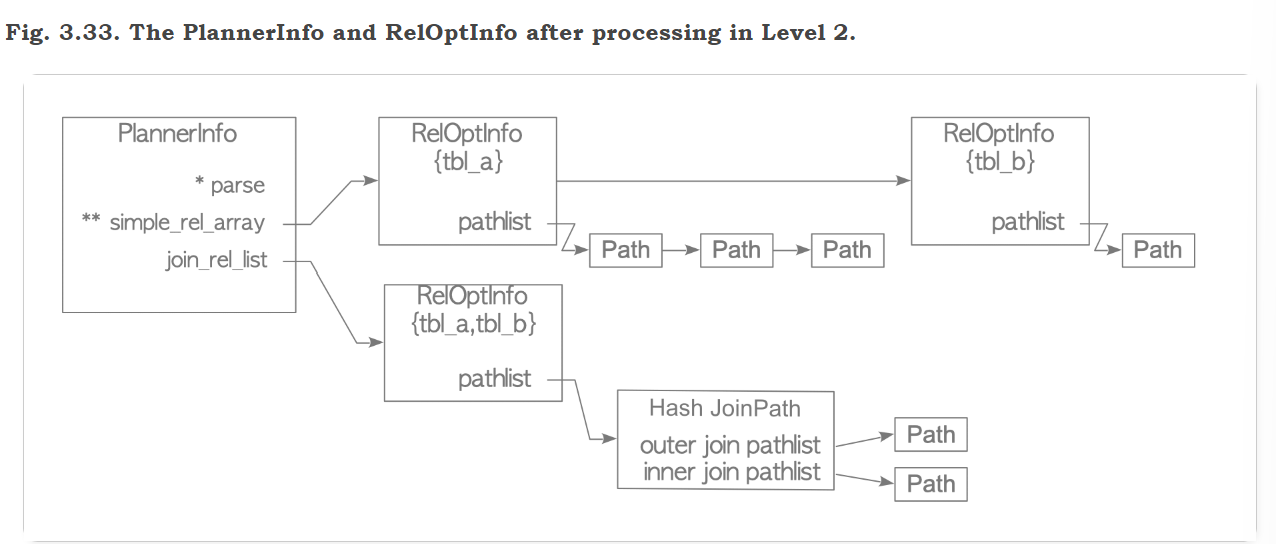 Fig. 3.33. The PlannerInfo and RelOptInfo after processing in Level 2.
PlannerInfo
* parse
** simple_rel_array
join_rel_list
RelOptInfo
{tbl_a}
pathlist
Path
Path
Path
RelOptInfo
{tbl_b}
pathlist
Path
RelOptInfo
{tbl_a,tbl_b}
pathlist
Hash JoinPath
outer join pathlist
inner join pathlist
Path
Path